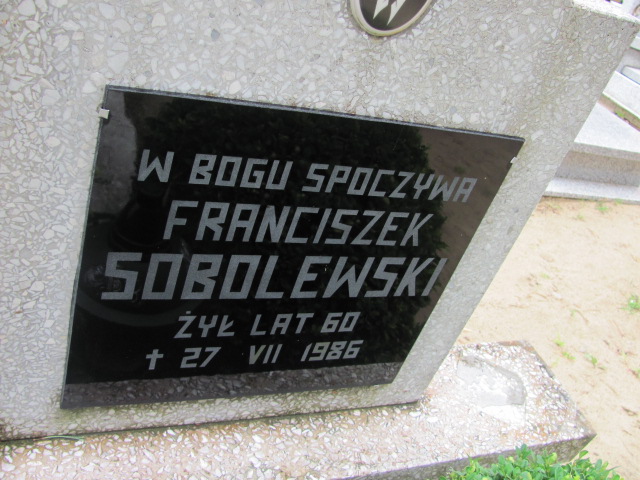 W BOGU SPOCZYWA
FRANCISZEK
SOBOLEWSKI
ŻYŁ LAT 60
† 27 VII 1986